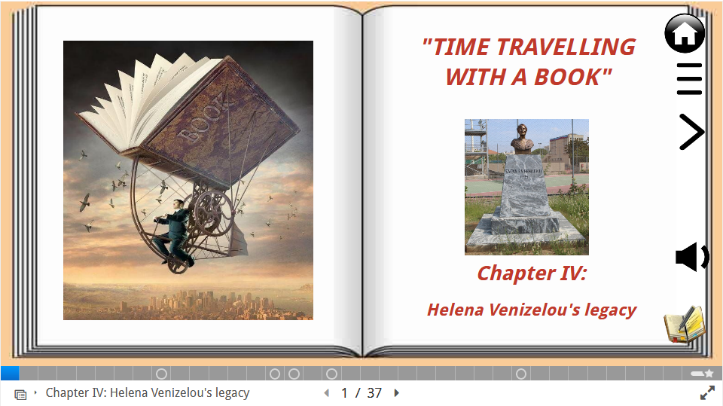 BOOK
"TIME TRAVELLING
WITH A BOOK"
Chapter IV:
Helena Venizelou's legacy
Chapter IV: Helena Venizelou's legacy
1 / 37